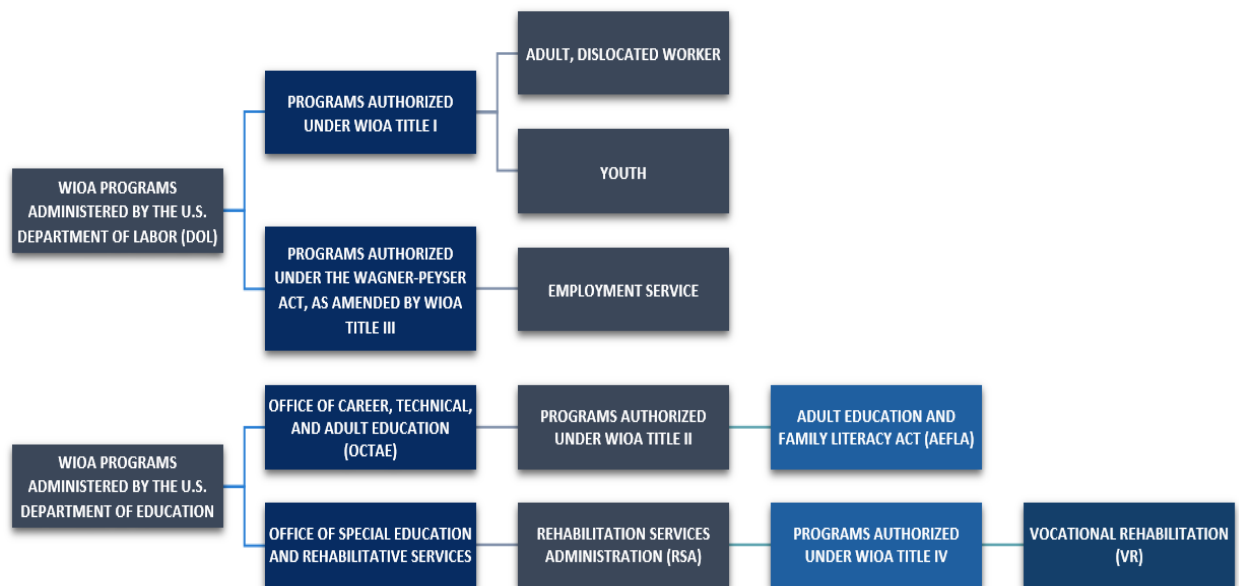 WIOA PROGRAMS
ADMINISTERED BY THE U.S.
DEPARTMENT OF LABOR (DOL)
PROGRAMS AUTHORIZED
UNDER WIOA TITLE I
ADULT, DISLOCATED WORKER
YOUTH
PROGRAMS AUTHORIZED
UNDER THE WAGNER-PEYSER
ACT, AS AMENDED BY WIOA
TITLE III
EMPLOYMENT SERVICE
WIOA PROGRAMS
ADMINISTERED BY THE U.S.
DEPARTMENT OF EDUCATION
OFFICE OF CAREER, TECHNICAL,
AND ADULT EDUCATION
(OCTAE)
PROGRAMS AUTHORIZED
UNDER WIOA TITLE II
ADULT EDUCATION AND
FAMILY LITERACY ACT (AEFLA)
OFFICE OF SPECIAL EDUCATION
AND REHABILITATIVE SERVICES
REHABILITATION SERVICES
ADMINISTRATION (RSA)
PROGRAMS AUTHORIZED
UNDER WIOA TITLE IV
VOCATIONAL REHABILITATION
(VR)